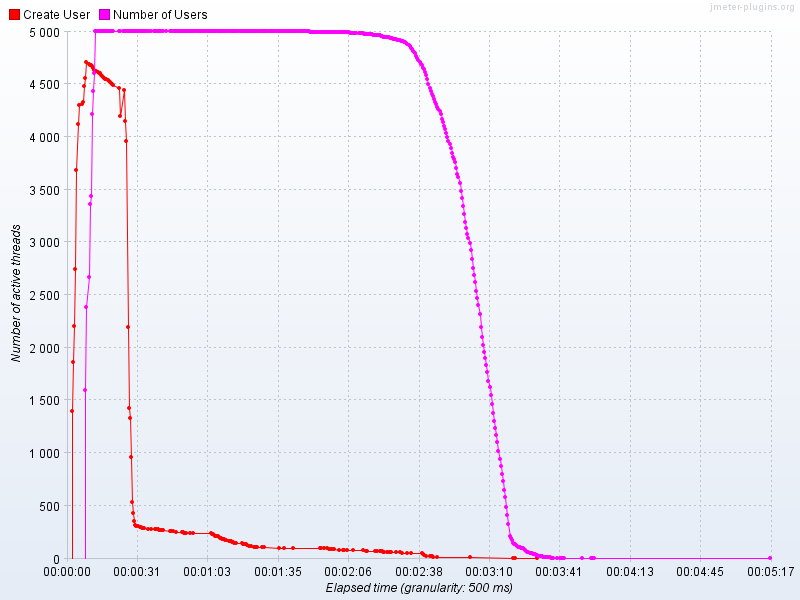 jmeter-plugins.org
Create User Number of Users
5 000
4 500
4 000
3 500
3 000
2 500
2 000
1 500
1 000
500
0
Number of active threads
00:00:00 00:00:31 00:01:03 00:01:35 00:02:06 00:02:38 00:03:10 00:03:41 00:04:13 00:04:45 00:05:17
Elapsed time (granularity: 500 ms)